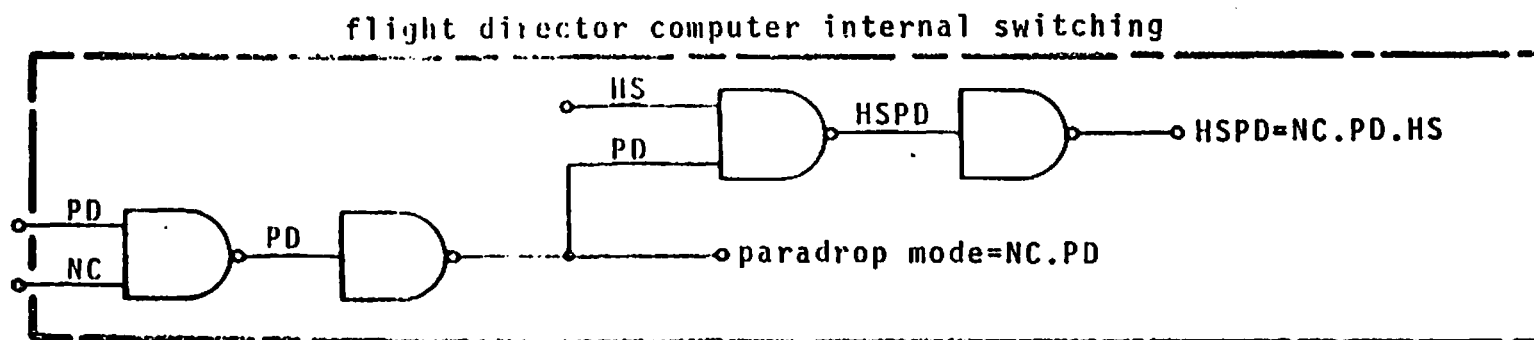 flight director computer internal switching
HS
HSPD
HSPD=NC.PD.HS
PD
PD
PD
paradrop mode=NC.PD
NC